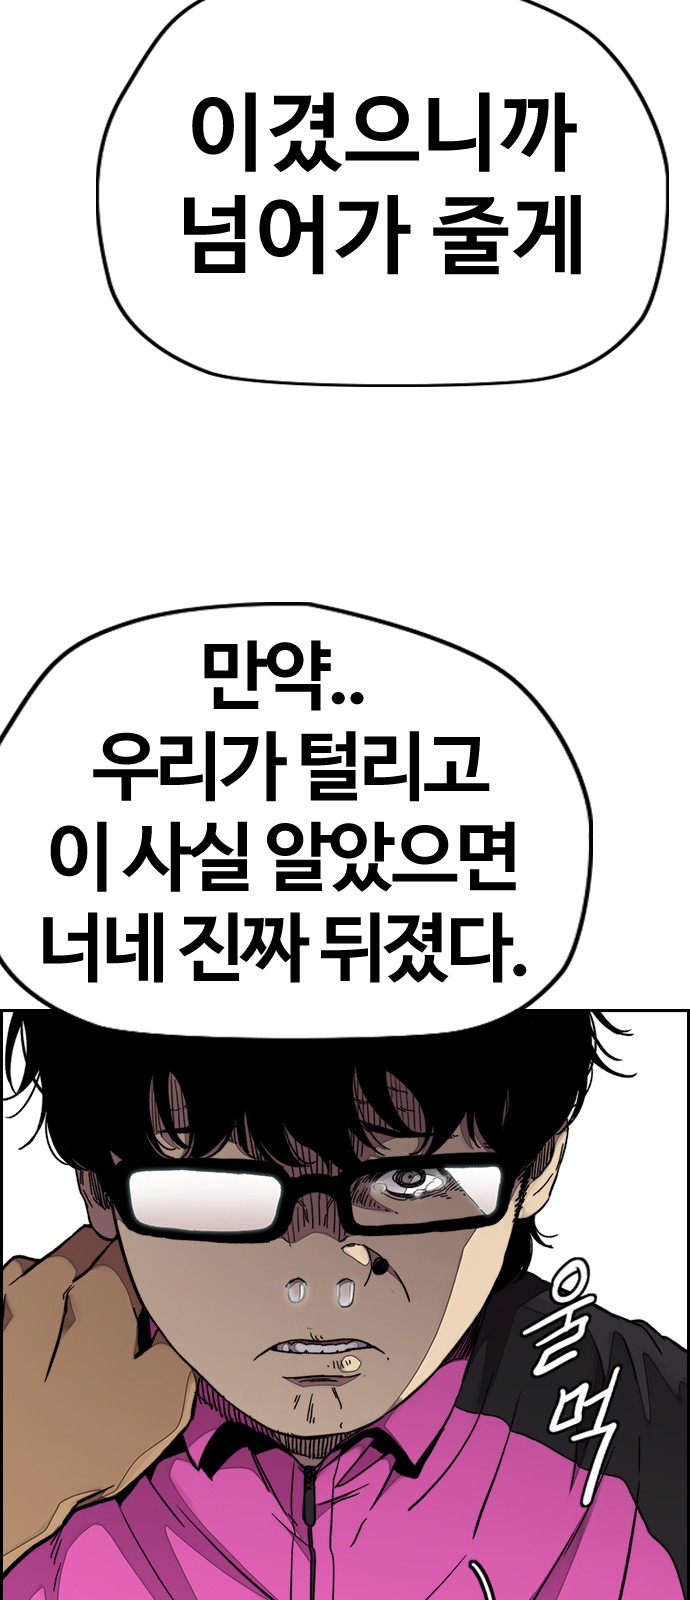 이겼으니까
넘어가 줄게
만약..
우리가 털리고
이 사실 알았으면
너네 진짜 뒤졌다.
울먹